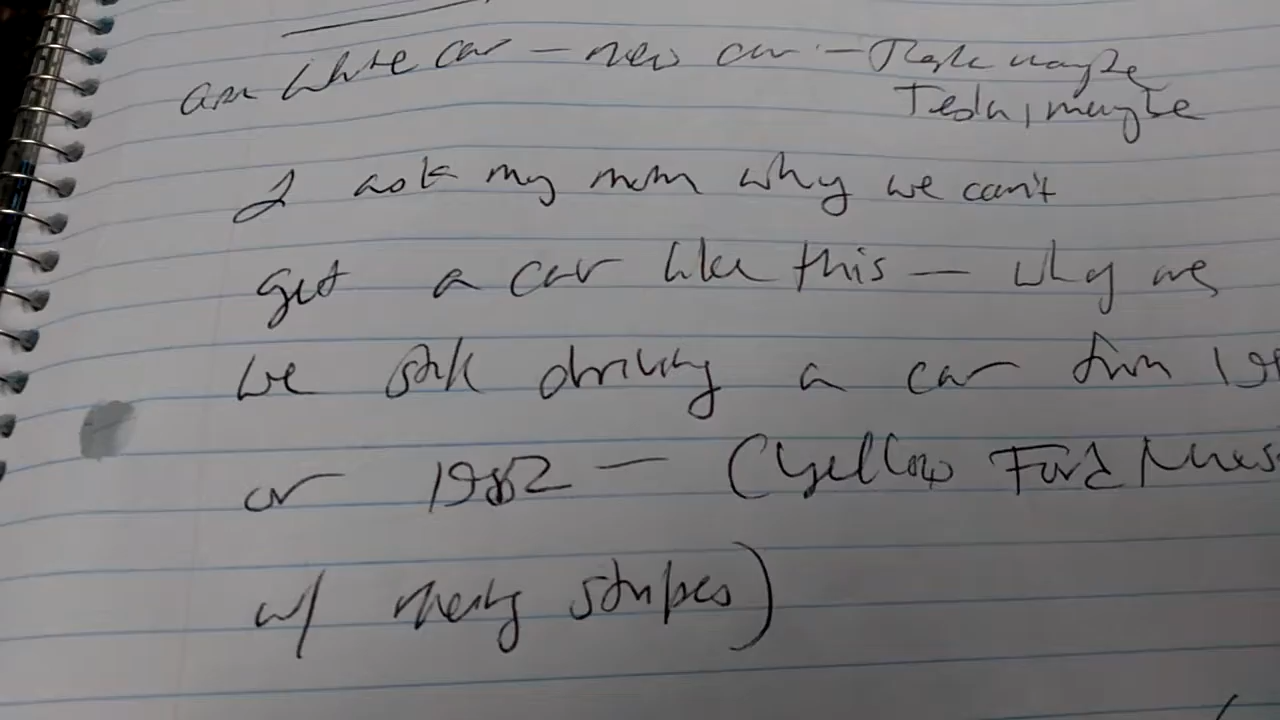 white car – new car – maybe
Tesla, maybe
I ask my mom why we can't
get a car like this – why are
we still driving a car from
or 1982 – (Yellow Ford
w/ stripes)